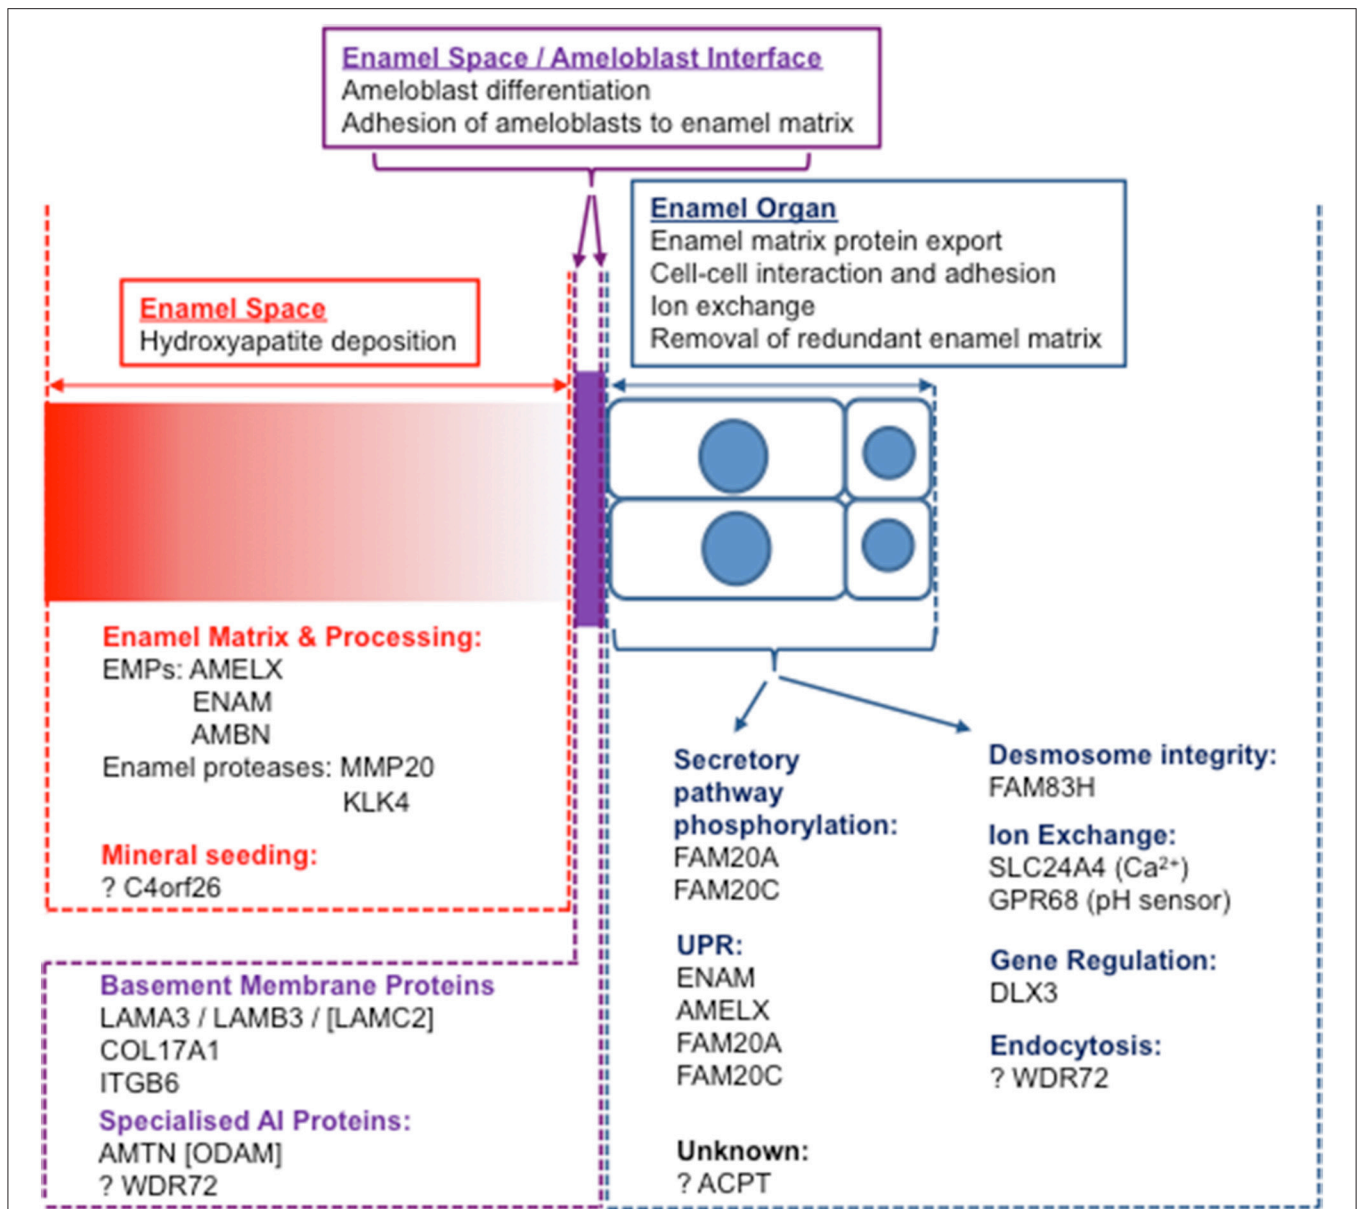 Enamel Space / Ameloblast Interface
Ameloblast differentiation
Adhesion of ameloblasts to enamel matrix
Enamel Organ
Enamel matrix protein export
Cell-cell interaction and adhesion
Ion exchange
Removal of redundant enamel matrix
Enamel Space
Hydroxyapatite deposition
Enamel Matrix & Processing:
EMPs: AMELX
ENAM
AMBN
Enamel proteases: MMP20
KLK4
Mineral seeding:
? C4orf26
Basement Membrane Proteins
LAMA3 / LAMB3 / [LAMC2]
COL17A1
ITGB6
Specialised AI Proteins:
AMTN [ODAM]
? WDR72
Secretory
pathway
phosphorylation:
FAM20A
FAM20C
UPR:
ENAM
AMELX
FAM20A
FAM20C
Unknown:
? ACPT
Desmosome integrity:
FAM83H
Ion Exchange:
SLC24A4 (Ca²⁺)
GPR68 (pH sensor)
Gene Regulation:
DLX3
Endocytosis:
? WDR72